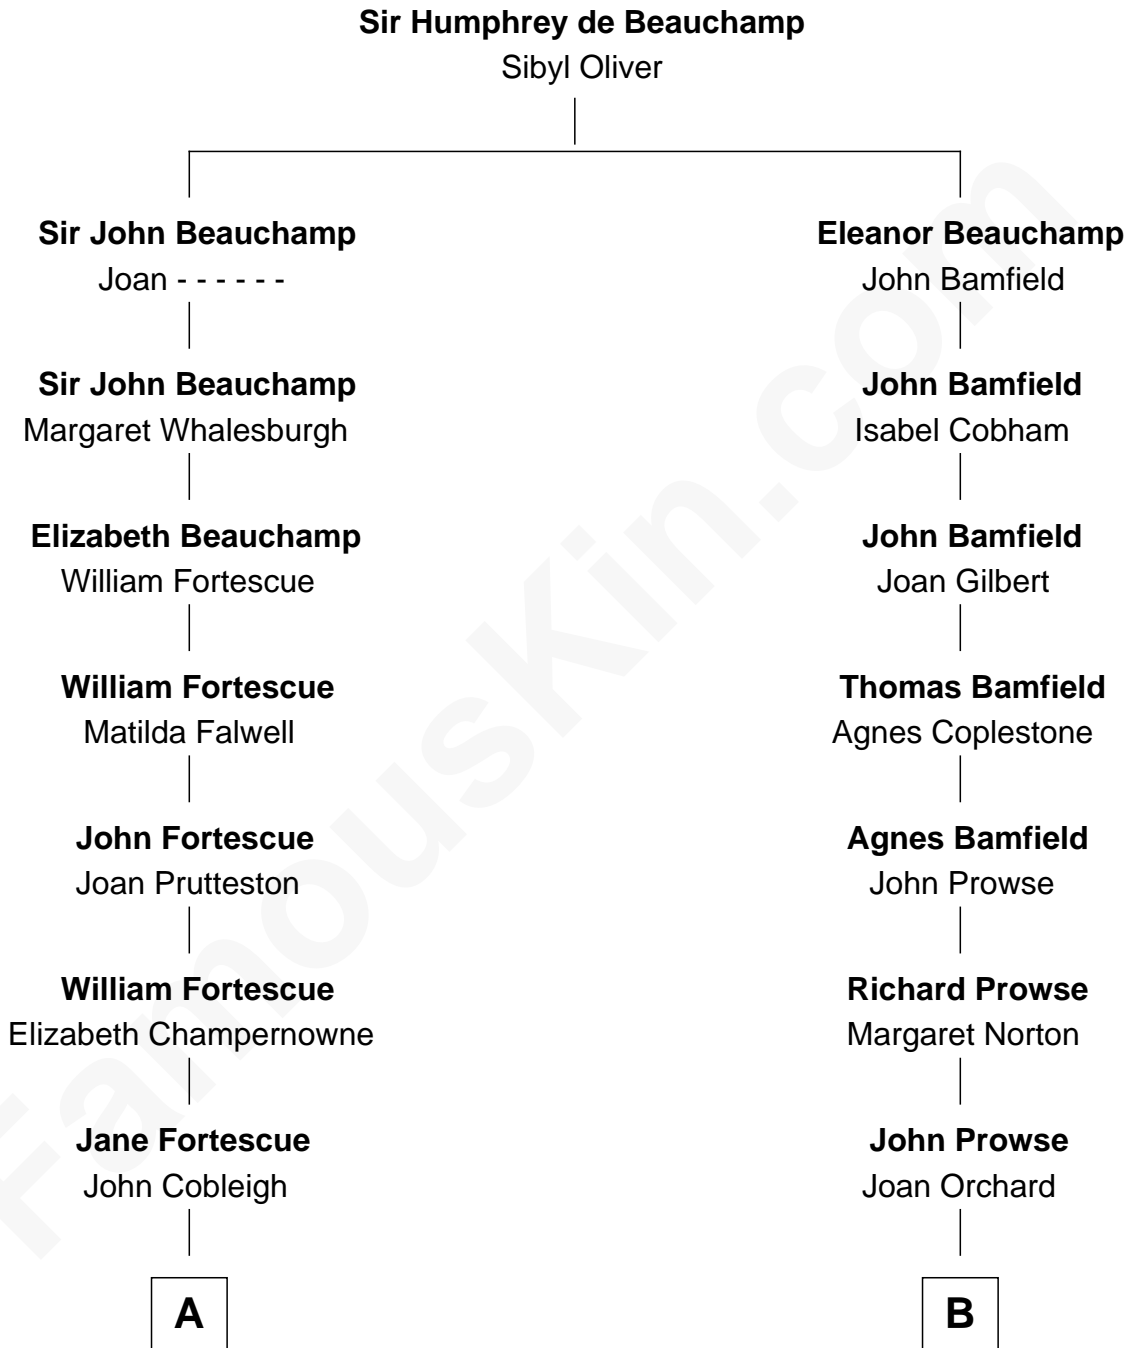 Sir Humphrey de Beauchamp
Sibyl Oliver
Sir John Beauchamp
Joan - - - - - -
Sir John Beauchamp
Margaret Whalesburgh
Elizabeth Beauchamp
William Fortescue
William Fortescue
Matilda Falwell
John Fortescue
Joan Prutteston
William Fortescue
Elizabeth Champernowne
Jane Fortescue
John Cobleigh
A
Eleanor Beauchamp
John Bamfield
John Bamfield
Isabel Cobham
John Bamfield
Joan Gilbert
Thomas Bamfield
Agnes Coplestone
Agnes Bamfield
John Prowse
Richard Prowse
Margaret Norton
John Prowse
Joan Orchard
B
FamousKin.com